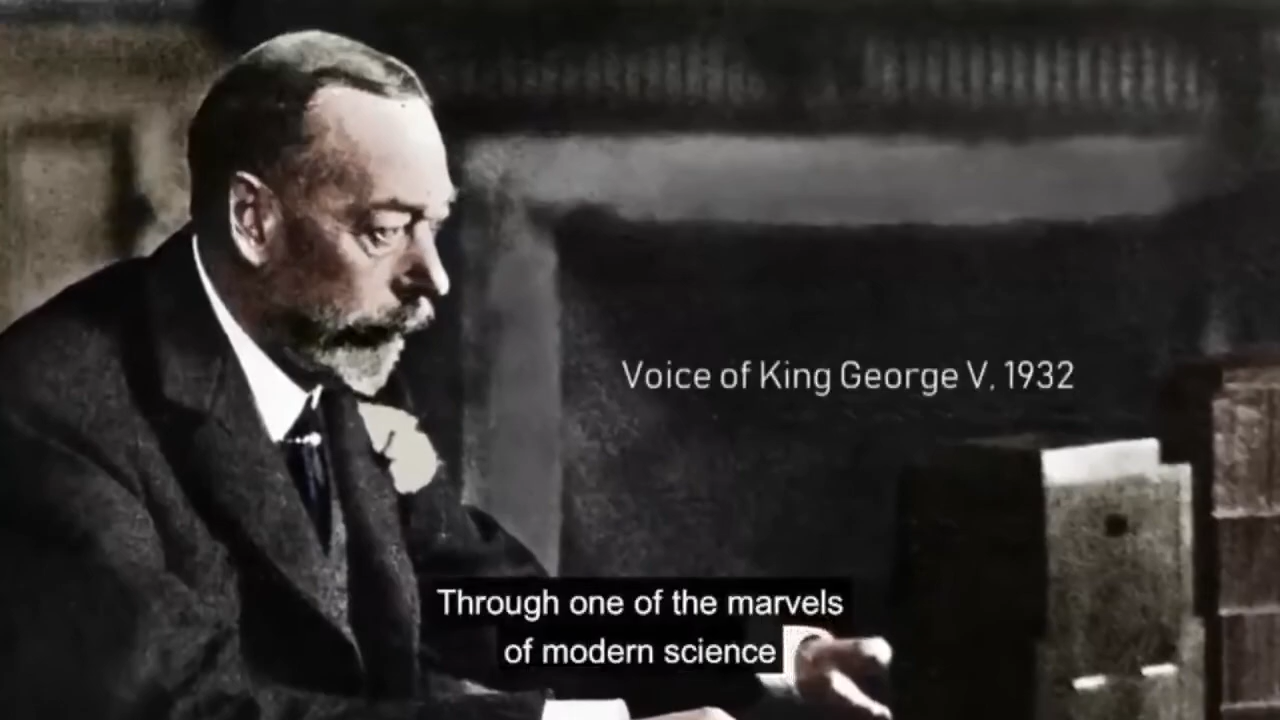 Voice of King George V, 1932
Through one of the marvels
of modern science